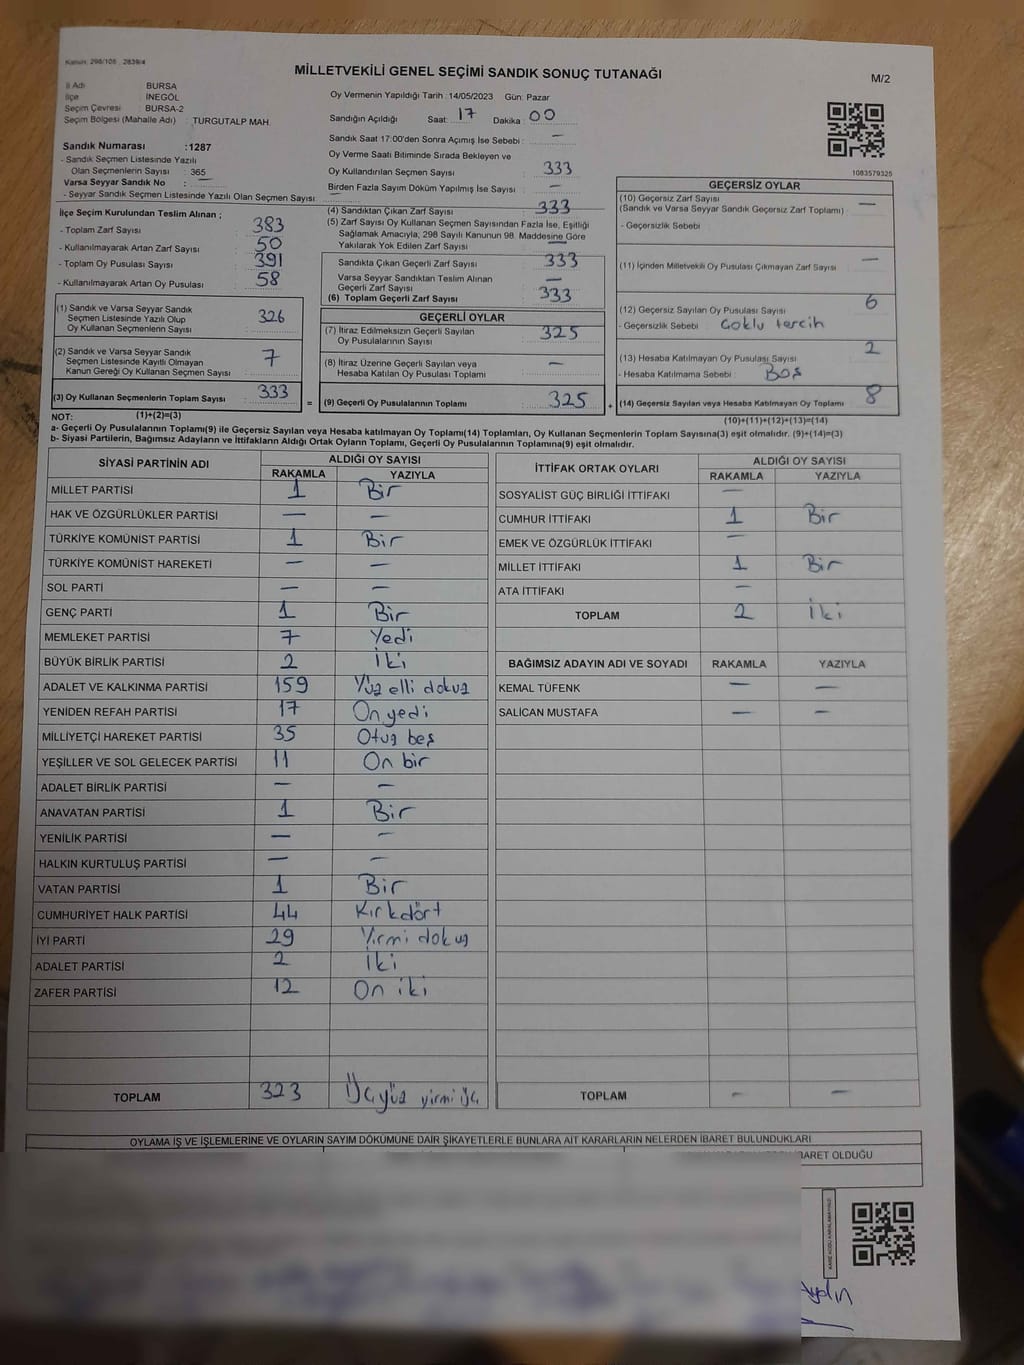 Kanun: 298/105 , 2839/4
MİLLETVEKİLİ GENEL SEÇİMİ SANDIK SONUÇ TUTANAĞI
M/2
İl Adı BURSA
İlçe İNEGÖL
Seçim Çevresi : BURSA-2
Seçim Bölgesi (Mahalle Adı) : TURGUTALP MAH.
Sandık Numarası :1287
- Sandık Seçmen Listesinde Yazılı
Olan Seçmenlerin Sayısı : 365
Varsa Seyyar Sandık No : —
- Seyyar Sandık Seçmen Listesinde Yazılı Olan Seçmen Sayısı: —
Oy Vermenin Yapıldığı Tarih :14/05/2023 Gün: Pazar
Sandığın Açıldığı Saat: 17 Dakika : 00
Sandık Saat 17:00'den Sonra Açımış İse Sebebi : —
Oy Verme Saati Bitiminde Sırada Bekleyen ve
Oy Kullandırılan Seçmen Sayısı : 333
Birden Fazla Sayım Döküm Yapılmış İse Sayısı : —
1083579325
İlçe Seçim Kurulundan Teslim Alınan ;
- Toplam Zarf Sayısı : 383
- Kullanılmayarak Artan Zarf Sayısı : 50
- Toplam Oy Pusulası Sayısı : 391
- Kullanılmayarak Artan Oy Pusulası : 58
(1) Sandık ve Varsa Seyyar Sandık
Seçmen Listesinde Yazılı Olup
Oy Kullanan Seçmenlerin Sayısı : 326
(2) Sandık ve Varsa Seyyar Sandık
Seçmen Listesinde Kayıtlı Olmayan
Kanun Gereği Oy Kullanan Seçmen Sayısı : 7
(3) Oy Kullanan Seçmenlerin Toplam Sayısı : 333
(1)+(2)=(3)
(4) Sandıktan Çıkan Zarf Sayısı : 333
(5) Zarf Sayısı Oy Kullanan Seçmen Sayısından Fazla İse, Eşitliği
Sağlamak Amacıyla, 298 Sayılı Kanunun 98. Maddesine Göre
Yakılarak Yok Edilen Zarf Sayısı —
Sandıkta Çıkan Geçerli Zarf Sayısı : 333
Varsa Seyyar Sandıktan Teslim Alınan
Geçerli Zarf Sayısı : —
(6) Toplam Geçerli Zarf Sayısı : 333
GEÇERLİ OYLAR
(7) İtiraz Edilmeksizin Geçerli Sayılan
Oy Pusulalarının Sayısı : 325
(8) İtiraz Üzerine Geçerli Sayılan veya
Hesaba Katılan Oy Pusulası Toplamı : —
= (9) Geçerli Oy Pusulalarının Toplamı : 325
GEÇERSİZ OYLAR
(10) Geçersiz Zarf Sayısı
(Sandık ve Varsa Seyyar Sandık Geçersiz Zarf Toplamı) : —
- Geçersizlik Sebebi :
(11) İçinden Milletvekili Oy Pusulası Çıkmayan Zarf Sayısı : —
(12) Geçersiz Sayılan Oy Pusulası Sayısı : 6
- Geçersizlik Sebebi : Çoklu tercih
(13) Hesaba Katılmayan Oy Pusulası Sayısı 2
- Hesaba Katılmama Sebebi : Boş
+ (14) Geçersiz Sayılan veya Hesaba Katılmayan Oy Toplamı : 8
(10)+(11)+(12)+(13)=(14)
NOT:
a- Geçerli Oy Pusulalarının Toplamı(9) ile Geçersiz Sayılan veya Hesaba katılmayan Oy Toplamı(14) Toplamları, Oy Kullanan Seçmenlerin Toplam Sayısına(3) eşit olmalıdır. (9)+(14)=(3)
b- Siyasi Partilerin, Bağımsız Adayların ve İttifakların Aldığı Ortak Oyların Toplamı, Geçerli Oy Pusulalarının Toplamına(9) eşit olmalıdır.
SİYASİ PARTİNİN ADI ALDIĞI OY SAYISI
RAKAMLA YAZIYLA
MİLLET PARTİSİ 1 Bir
HAK VE ÖZGÜRLÜKLER PARTİSİ — —
TÜRKİYE KOMÜNİST PARTİSİ 1 Bir
TÜRKİYE KOMÜNİST HAREKETİ — —
SOL PARTİ — —
GENÇ PARTİ 1 Bir
MEMLEKET PARTİSİ 7 Yedi
BÜYÜK BİRLİK PARTİSİ 2 İki
ADALET VE KALKINMA PARTİSİ 159 Yüz elli dokuz
YENİDEN REFAH PARTİSİ 17 On yedi
MİLLİYETÇİ HAREKET PARTİSİ 35 Otuz beş
YEŞİLLER VE SOL GELECEK PARTİSİ 11 On bir
ADALET BİRLİK PARTİSİ — —
ANAVATAN PARTİSİ 1 Bir
YENİLİK PARTİSİ — —
HALKIN KURTULUŞ PARTİSİ — —
VATAN PARTİSİ 1 Bir
CUMHURİYET HALK PARTİSİ 44 Kırkdört
İYİ PARTİ 29 Yirmi dokuz
ADALET PARTİSİ 2 İki
ZAFER PARTİSİ 12 On iki
TOPLAM 323 Üçyüz yirmi üç
İTTİFAK ORTAK OYLARI ALDIĞI OY SAYISI
RAKAMLA YAZIYLA
SOSYALİST GÜÇ BİRLİĞİ İTTİFAKI —
CUMHUR İTTİFAKI 1 Bir
EMEK VE ÖZGÜRLÜK İTTİFAKI —
MİLLET İTTİFAKI 1 Bir
ATA İTTİFAKI —
TOPLAM 2 İki
BAĞIMSIZ ADAYIN ADI VE SOYADI RAKAMLA YAZIYLA
KEMAL TÜFENK — —
SALİCAN MUSTAFA — —
TOPLAM — —
OYLAMA İŞ VE İŞLEMLERİNE VE OYLARIN SAYIM DÖKÜMÜNE DAİR ŞİKAYETLERLE BUNLARA AİT KARARLARIN NELERDEN İBARET BULUNDUKLARI
BARET OLDUĞU
Aydın